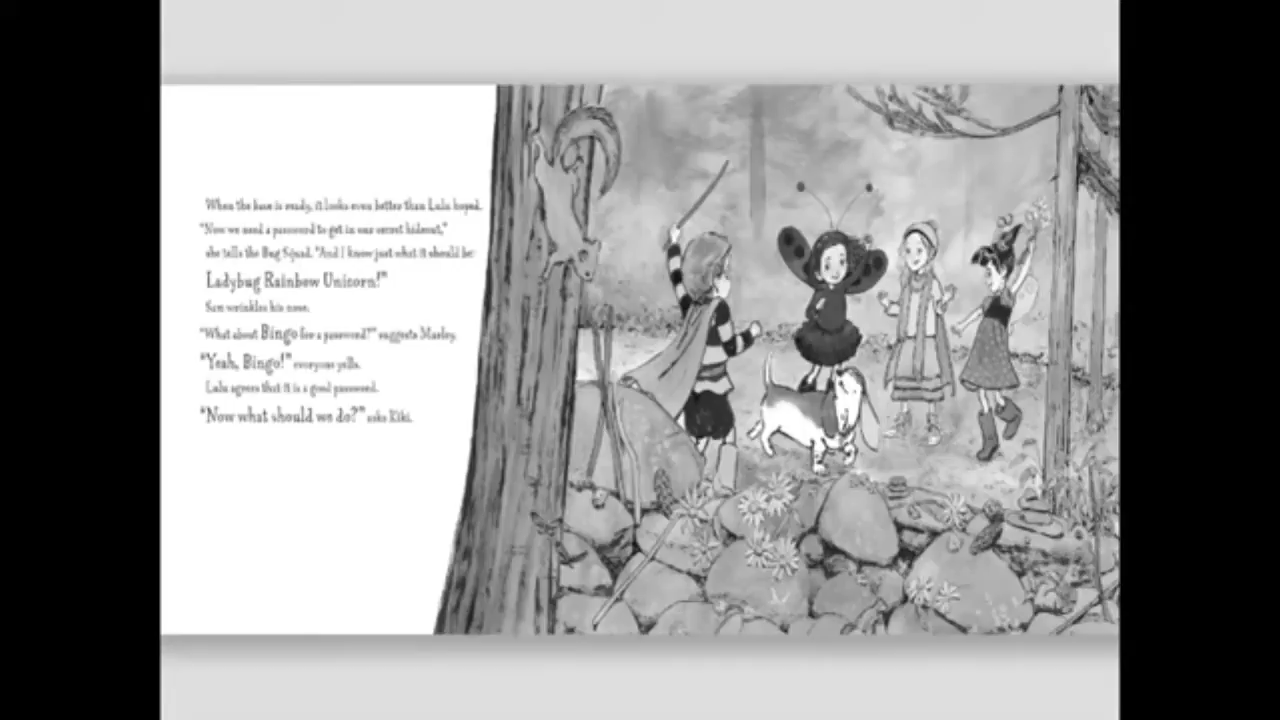 When the base is ready, it looks even better than Lulu hoped.
"Now we need a password to get in our secret hideout,"
she tells the Bug Squad. "And I know just what it should be:
Ladybug Rainbow Unicorn!"
Sam wrinkles his nose.
"What about Bingo for a password?" suggests Marley.
"Yeah, Bingo!" everyone yells.
Lulu agrees that it is a good password.
"Now what should we do?" asks Kiki.